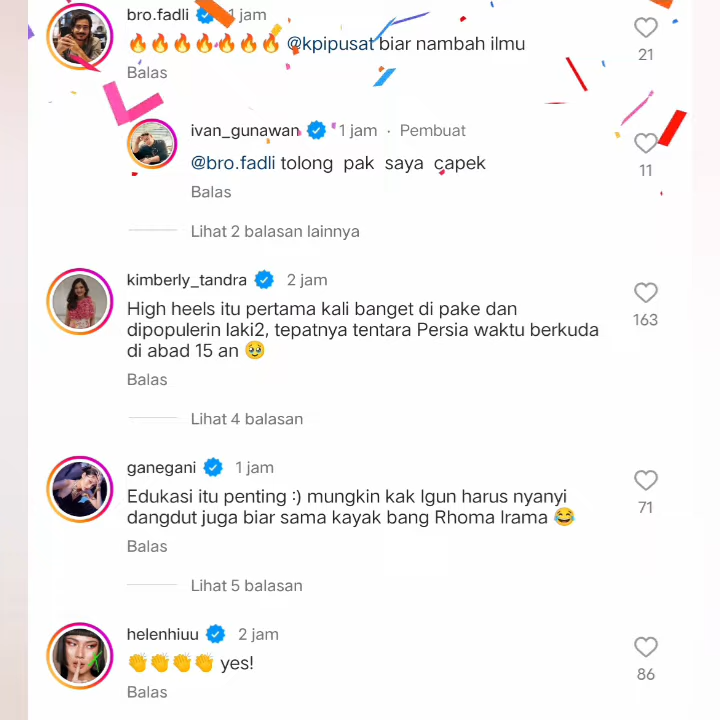 bro.fadli 1 jam
🔥🔥🔥🔥🔥🔥 @kpipusat biar nambah ilmu
21
Balas
ivan_gunawan 1 jam · Pembuat
@bro.fadli tolong pak saya capek
11
Balas
Lihat 2 balasan lainnya
kimberly_tandra 2 jam
High heels itu pertama kali banget di pake dan
dipopulerin laki2, tepatnya tentara Persia waktu berkuda
di abad 15 an 🥹
163
Balas
Lihat 4 balasan
ganegani 1 jam
Edukasi itu penting :) mungkin kak Igun harus nyanyi
dangdut juga biar sama kayak bang Rhoma Irama 😂
71
Balas
Lihat 5 balasan
helenhiuu 2 jam
👏👏👏👏 yes!
86
Balas